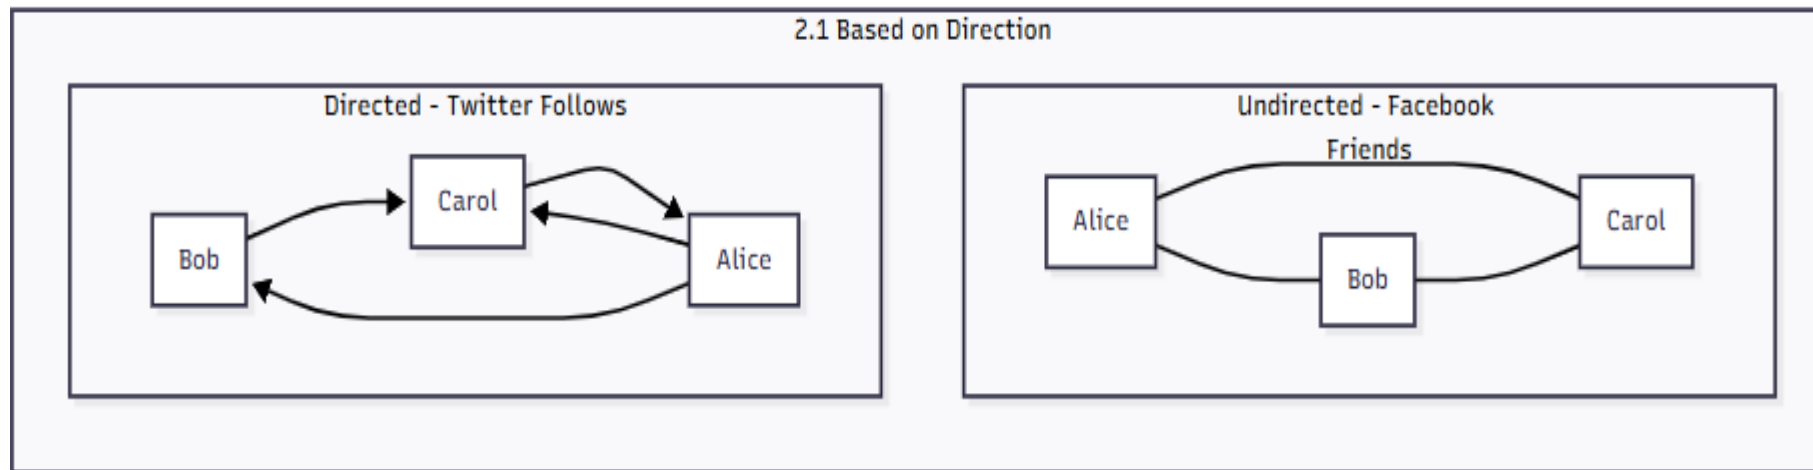 2.1 Based on Direction
Directed - Twitter Follows
Carol
Bob
Alice
Undirected - Facebook
Friends
Alice
Carol
Bob